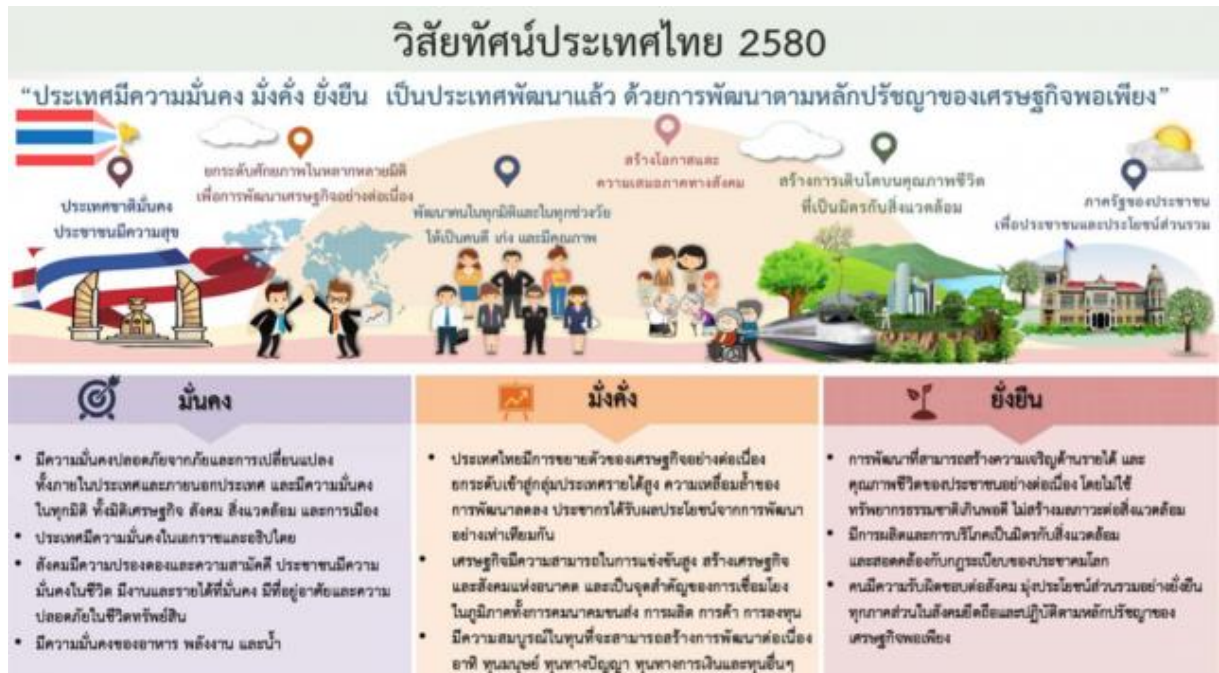 วิสัยทัศน์ประเทศไทย 2580
“ประเทศมีความมั่นคง มั่งคั่ง ยั่งยืน เป็นประเทศพัฒนาแล้ว ด้วยการพัฒนาตามหลักปรัชญาของเศรษฐกิจพอเพียง”
ประเทศชาติมั่นคง
ประชาชนมีความสุข
ยกระดับศักยภาพในหลากหลายมิติ
เพื่อการพัฒนาเศรษฐกิจอย่างต่อเนื่อง
พัฒนาคนในทุกมิติและในทุกช่วงวัย
ให้เป็นคนดี เก่ง และมีคุณภาพ
สร้างโอกาสและ
ความเสมอภาคทางสังคม
สร้างการเติบโตบนคุณภาพชีวิต
ที่เป็นมิตรกับสิ่งแวดล้อม
ภาครัฐของประชาชน
เพื่อประชาชนและประโยชน์ส่วนรวม
มั่นคง
• มีความมั่นคงปลอดภัยจากภัยและการเปลี่ยนแปลง
ทั้งภายในประเทศและภายนอกประเทศ และมีความมั่นคง
ในทุกมิติ ทั้งมิติเศรษฐกิจ สังคม สิ่งแวดล้อม และการเมือง
• ประเทศมีความมั่นคงในเอกราชและอธิปไตย
• สังคมมีความปรองดองและความสามัคคี ประชาชนมีความ
มั่นคงในชีวิต มีงานและรายได้ที่มั่นคง มีที่อยู่อาศัยและความ
ปลอดภัยในชีวิตทรัพย์สิน
• มีความมั่นคงของอาหาร พลังงาน และน้ำ
มั่งคั่ง
• ประเทศไทยมีการขยายตัวของเศรษฐกิจอย่างต่อเนื่อง
ยกระดับเข้าสู่กลุ่มประเทศรายได้สูง ความเหลื่อมล้ำของ
การพัฒนาลดลง ประชากรได้รับผลประโยชน์จากการพัฒนา
อย่างเท่าเทียมกัน
• เศรษฐกิจมีความสามารถในการแข่งขันสูง สร้างเศรษฐกิจ
และสังคมแห่งอนาคต และเป็นจุดสำคัญของการเชื่อมโยง
ในภูมิภาคทั้งการคมนาคมขนส่ง การผลิต การค้า การลงทุน
• มีความสมบูรณ์ในทุนที่จะสามารถสร้างการพัฒนาต่อเนื่อง
อาทิ ทุนมนุษย์ ทุนทางปัญญา ทุนทางการเงินและทุนอื่นๆ
ยั่งยืน
• การพัฒนาที่สามารถสร้างความเจริญด้านรายได้ และ
คุณภาพชีวิตของประชาชนอย่างต่อเนื่อง โดยไม่ใช้
ทรัพยากรธรรมชาติเกินพอดี ไม่สร้างมลภาวะต่อสิ่งแวดล้อม
• มีการผลิตและการบริโภคเป็นมิตรกับสิ่งแวดล้อม
และสอดคล้องกับกฎระเบียบของประชาคมโลก
• คนมีความรับผิดชอบต่อสังคม มุ่งประโยชน์ส่วนรวมอย่างยั่งยืน
ทุกภาคส่วนในสังคมยึดถือและปฏิบัติตามหลักปรัชญาของ
เศรษฐกิจพอเพียง